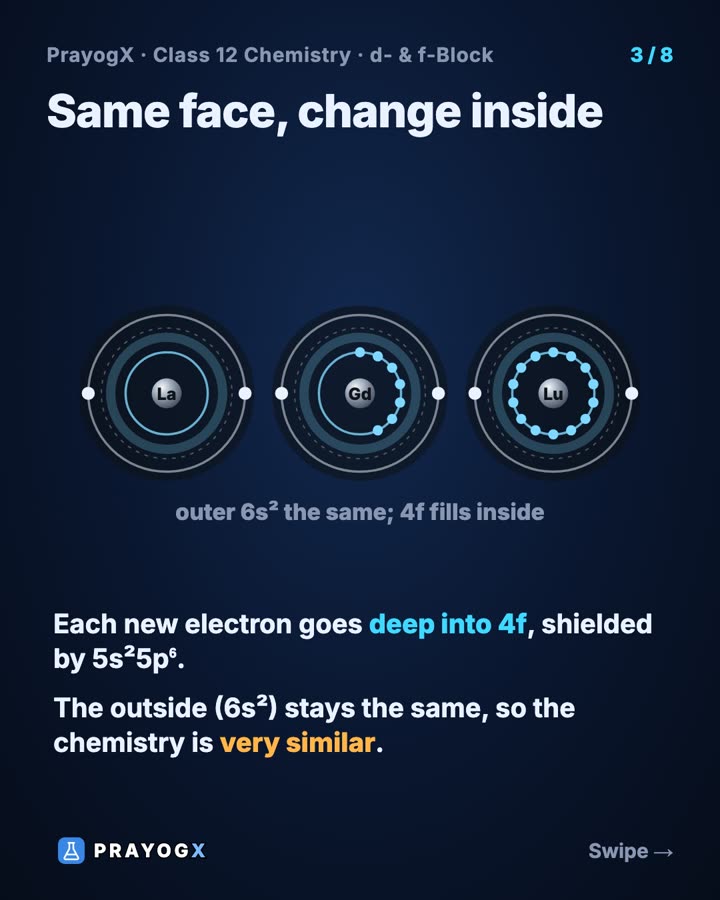 PrayogX · Class 12 Chemistry · d- & f-Block
3 / 8
Same face, change inside
La
Gd
Lu
outer 6s² the same; 4f fills inside
Each new electron goes deep into 4f, shielded
by 5s²5p⁶.
The outside (6s²) stays the same, so the
chemistry is very similar.
PRAYOGX
Swipe →